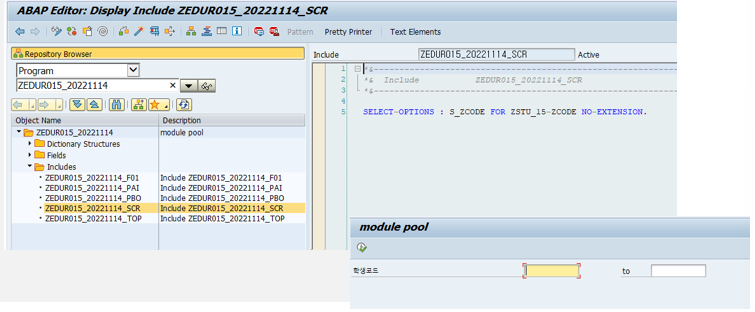 ABAP Editor: Display Include ZEDUR015_20221114_SCR
Pattern Pretty Printer Text Elements
Repository Browser
Program
ZEDUR015_20221114
Object Name Description
ZEDUR015_20221114 module pool
Dictionary Structures
Fields
Includes
ZEDUR015_20221114_F01 Include ZEDUR015_20221114_F01
ZEDUR015_20221114_PAI Include ZEDUR015_20221114_PAI
ZEDUR015_20221114_PBO Include ZEDUR015_20221114_PBO
ZEDUR015_20221114_SCR Include ZEDUR015_20221114_SCR
ZEDUR015_20221114_TOP Include ZEDUR015_20221114_TOP
Include ZEDUR015_20221114_SCR Active
1 *&---------------------------------------------------------------------
2 *& Include ZEDUR015_20221114_SCR
3 *&---------------------------------------------------------------------
4
5 SELECT-OPTIONS : S_ZCODE FOR ZSTU_15-ZCODE NO-EXTENSION.
module pool
학생코드 to